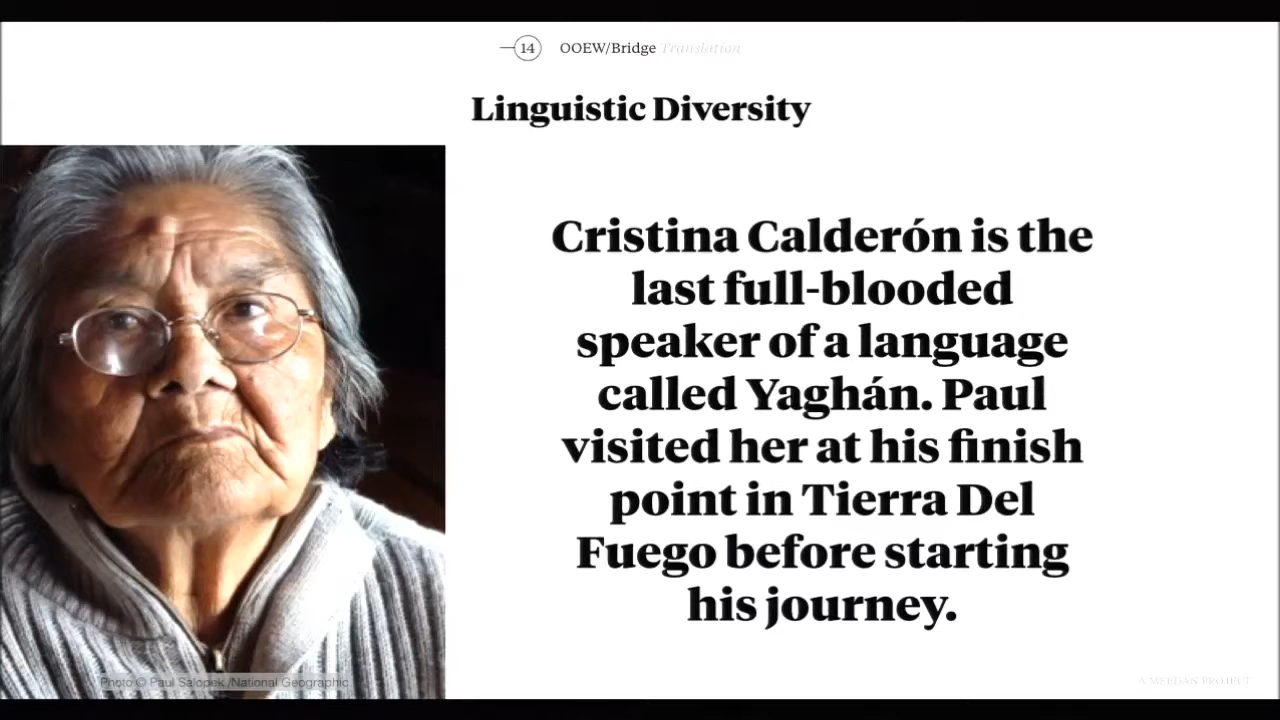 14 OOEW/Bridge Translation
Linguistic Diversity
Cristina Calderón is the
last full-blooded
speaker of a language
called Yaghán. Paul
visited her at his finish
point in Tierra Del
Fuego before starting
his journey.
Photo © Paul Salopek /National Geographic
A MEEDAN PROJECT